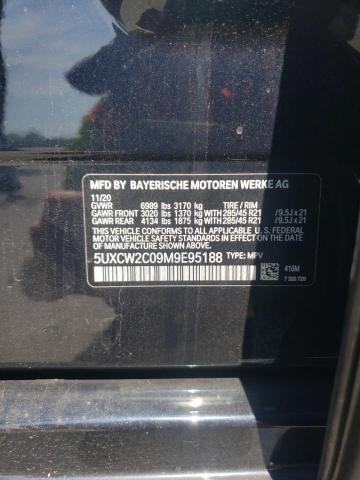 MFD BY BAYERISCHE MOTOREN WERKE AG
11/20
GVWR 6989 lbs 3170 kg TIRE / RIM
GAWR FRONT 3020 lbs 1370 kg WITH 285/45 R21 /9.5J x 21
GAWR REAR 4134 lbs 1875 kg WITH 285/45 R21 /9.5J x 21
THIS VEHICLE CONFORMS TO ALL APPLICABLE U.S. FEDERAL
MOTOR VEHICLE SAFETY STANDARDS IN EFFECT ON THE DATE
OF MANUFACTURE SHOWN ABOVE.
5UXCW2C09M9E95188 TYPE: MPV
416M